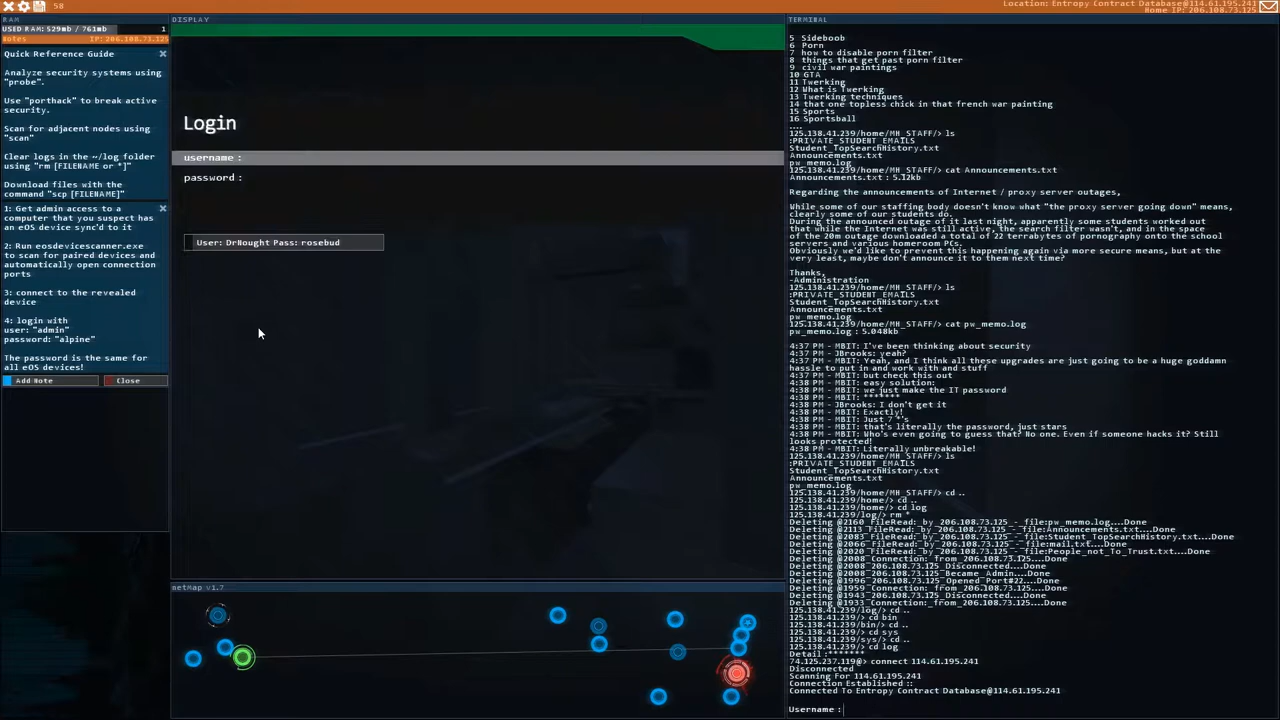 58
Location: Entropy Contract Database@114.61.195.241
Home IP: 206.108.73.125
RAM
USED RAM: 529mb / 761mb 1
Notes IP: 206.108.73.125
Quick Reference Guide
Analyze security systems using
"probe".
Use "porthack" to break active
security.
Scan for adjacent nodes using
"scan"
Clear logs in the ~/log folder
using "rm [FILENAME or *]"
Download files with the
command "scp [FILENAME]"
1: Get admin access to a
computer that you suspect has
an eOS device sync'd to it
2: Run eosdevicescanner.exe
to scan for paired devices and
automatically open connection
ports
3: connect to the revealed
device
4: login with
user: "admin"
password: "alpine"
The password is the same for
all eOS devices!
Add Note Close
DISPLAY
Login
username :
password :
User: DrNought Pass: rosebud
netMap v1.7
TERMINAL
5 Sideboob
6 Porn
7 how to disable porn filter
8 things that get past porn filter
9 civil war paintings
10 GTA
11 Twerking
12 What is Twerking
13 Twerking techniques
14 that one topless chick in that french war painting
15 Sports
16 Sportsball
....
125.138.41.239/home/MH_STAFF/> ls
:PRIVATE_STUDENT_EMAILS
Student_TopSearchHistory.txt
Announcements.txt
pw_memo.log
125.138.41.239/home/MH_STAFF/> cat Announcements.txt
Announcements.txt : 5.12kb
Regarding the announcements of Internet / proxy server outages,
While some of our staffing body doesn't know what "the proxy server going down" means,
clearly some of our students do.
During the announced outage of it last night, apparently some students worked out
that while the Internet was still active, the search filter wasn't, and in the space
of the 20m outage downloaded a total of 22 terrabytes of pornography onto the school
servers and various homeroom PCs.
Obviously we'd like to prevent this happening again via more secure means, but at the
very least, maybe don't announce it to them next time?
Thanks,
-Administration
125.138.41.239/home/MH_STAFF/> ls
:PRIVATE_STUDENT_EMAILS
Student_TopSearchHistory.txt
Announcements.txt
pw_memo.log
125.138.41.239/home/MH_STAFF/> cat pw_memo.log
pw_memo.log : 5.048kb
4:37 PM - MBIT: I've been thinking about security
4:37 PM - JBrooks: yeah?
4:37 PM - MBIT: Yeah, and I think all these upgrades are just going to be a huge goddamn
hassle to put in and work with and stuff
4:37 PM - MBIT: but check this out
4:38 PM - MBIT: easy solution:
4:38 PM - MBIT: we just make the IT password
4:38 PM - MBIT: *******
4:38 PM - JBrooks: I don't get it
4:38 PM - MBIT: Exactly!
4:38 PM - MBIT: Just 7 *'s
4:38 PM - MBIT: that's literally the password, just stars
4:38 PM - MBIT: Who's even going to guess that? No one. Even if someone hacks it? Still
looks protected!
4:38 PM - MBIT: Literally unbreakable!
125.138.41.239/home/MH_STAFF/> ls
:PRIVATE_STUDENT_EMAILS
Student_TopSearchHistory.txt
Announcements.txt
pw_memo.log
125.138.41.239/home/MH_STAFF/> cd ..
125.138.41.239/home/> cd ..
125.138.41.239/> cd log
125.138.41.239/log/> rm *
Deleting @2160_FileRead:_by_206.108.73.125_-_file:pw_memo.log....Done
Deleting @2113_FileRead:_by_206.108.73.125_-_file:Announcements.txt....Done
Deleting @2083_FileRead:_by_206.108.73.125_-_file:Student_TopSearchHistory.txt....Done
Deleting @2066_FileRead:_by_206.108.73.125_-_file:mail.txt....Done
Deleting @2020_FileRead:_by_206.108.73.125_-_file:People_not_To_Trust.txt....Done
Deleting @2008_Connection:_from_206.108.73.125....Done
Deleting @2008_206.108.73.125_Disconnected....Done
Deleting @2008_206.108.73.125_Became_Admin....Done
Deleting @1996_206.108.73.125_Opened_Port#22....Done
Deleting @1959_Connection:_from_206.108.73.125....Done
Deleting @1943_206.108.73.125_Disconnected....Done
Deleting @1933_Connection:_from_206.108.73.125....Done
125.138.41.239/log/> cd ..
125.138.41.239/> cd bin
125.138.41.239/bin/> cd ..
125.138.41.239/> cd sys
125.138.41.239/sys/> cd ..
125.138.41.239/> cd log
Detail :*******
74.125.237.119@> connect 114.61.195.241
Disconnected
Scanning For 114.61.195.241
Connection Established ::
Connected To Entropy Contract Database@114.61.195.241
Username :